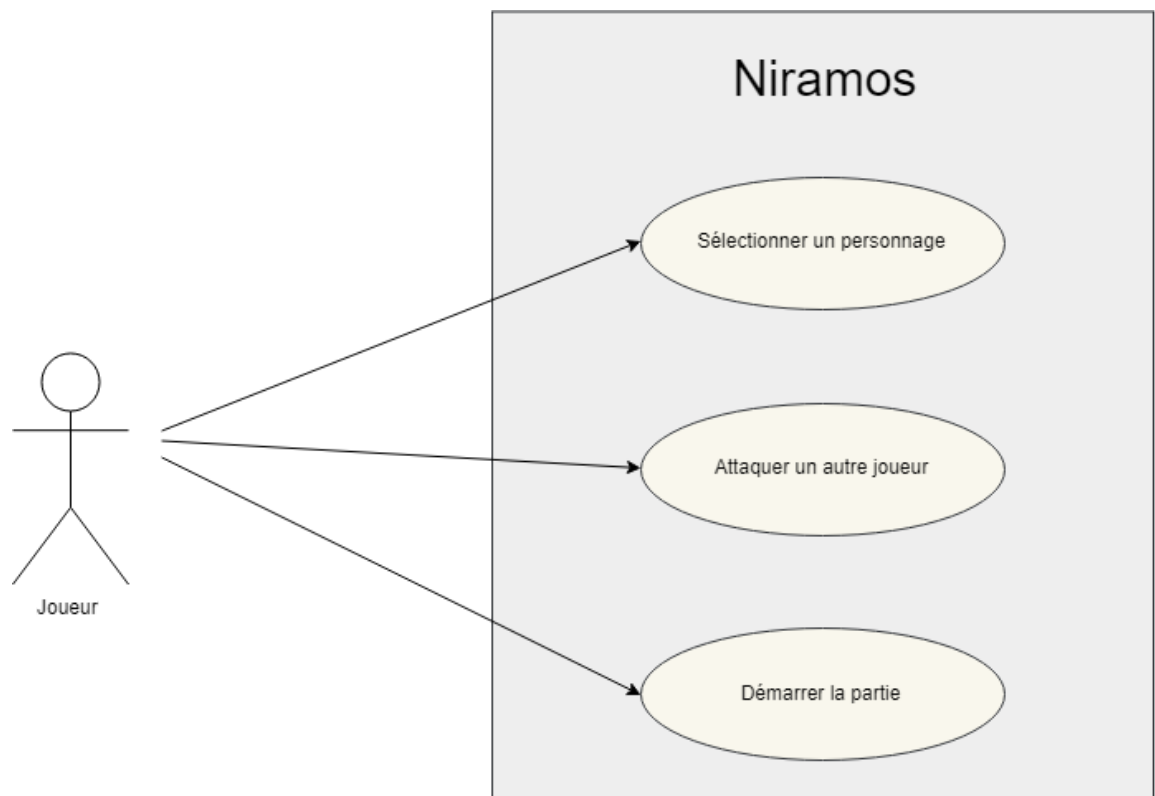 Niramos
Sélectionner un personnage
Attaquer un autre joueur
Joueur
Démarrer la partie